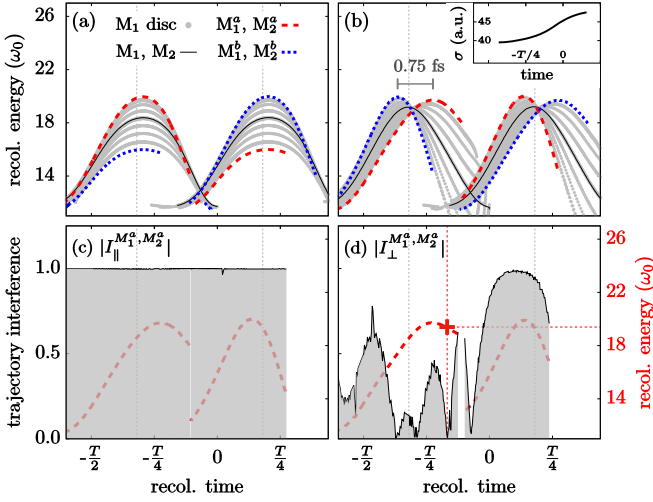 (a) M₁ disc M₁ᵃ, M₂ᵃ
M₁, M₂ M₁ᵇ, M₂ᵇ
recol. energy (ω₀)
26
22
18
14
(b)
0.75 fs
σ (a.u.)
45
40
-T/4 0
time
(c) |I∥^{M₁ᵃ,M₂ᵃ}|
trajectory interference
1.0
0.5
0.0
-T/2 -T/4 0 T/4
recol. time
(d) |I⊥^{M₁ᵃ,M₂ᵃ}|
26
22
18
14
recol. energy (ω₀)
-T/2 -T/4 0 T/4
recol. time